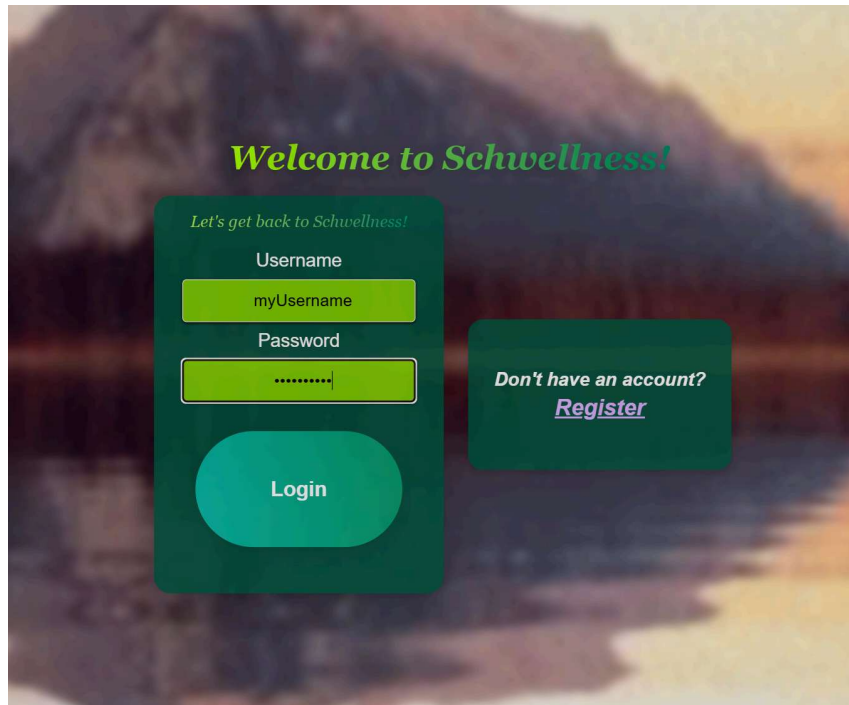 Welcome to Schwellness!
Let's get back to Schwellness!
Username
myUsername
Password
••••••••••
Login
Don't have an account?
Register